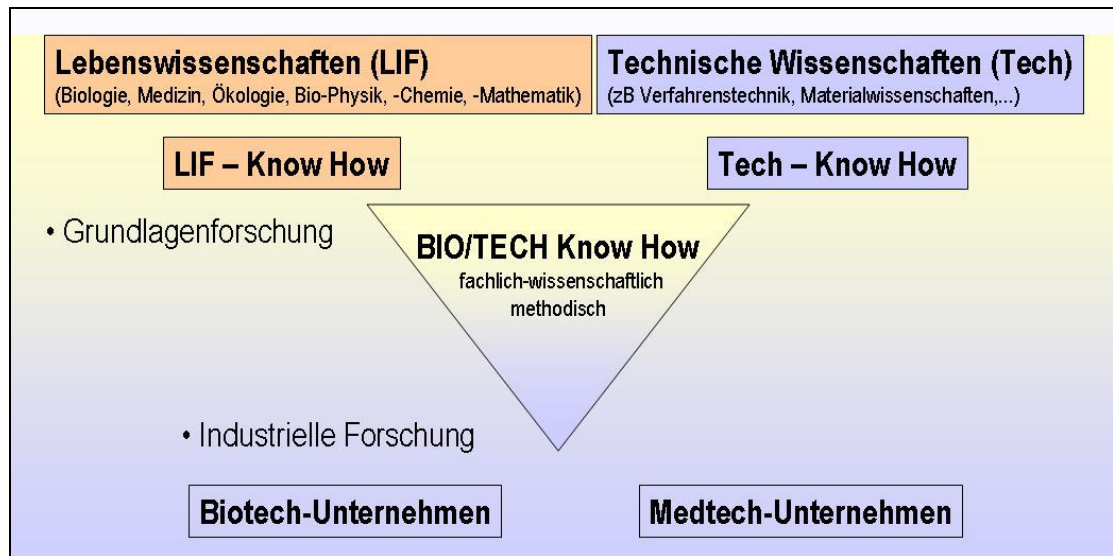 Lebenswissenschaften (LIF)
(Biologie, Medizin, Ökologie, Bio-Physik, -Chemie, -Mathematik)
Technische Wissenschaften (Tech)
(zB Verfahrenstechnik, Materialwissenschaften,...)
LIF – Know How
Tech – Know How
• Grundlagenforschung
BIO/TECH Know How
fachlich-wissenschaftlich
methodisch
• Industrielle Forschung
Biotech-Unternehmen
Medtech-Unternehmen